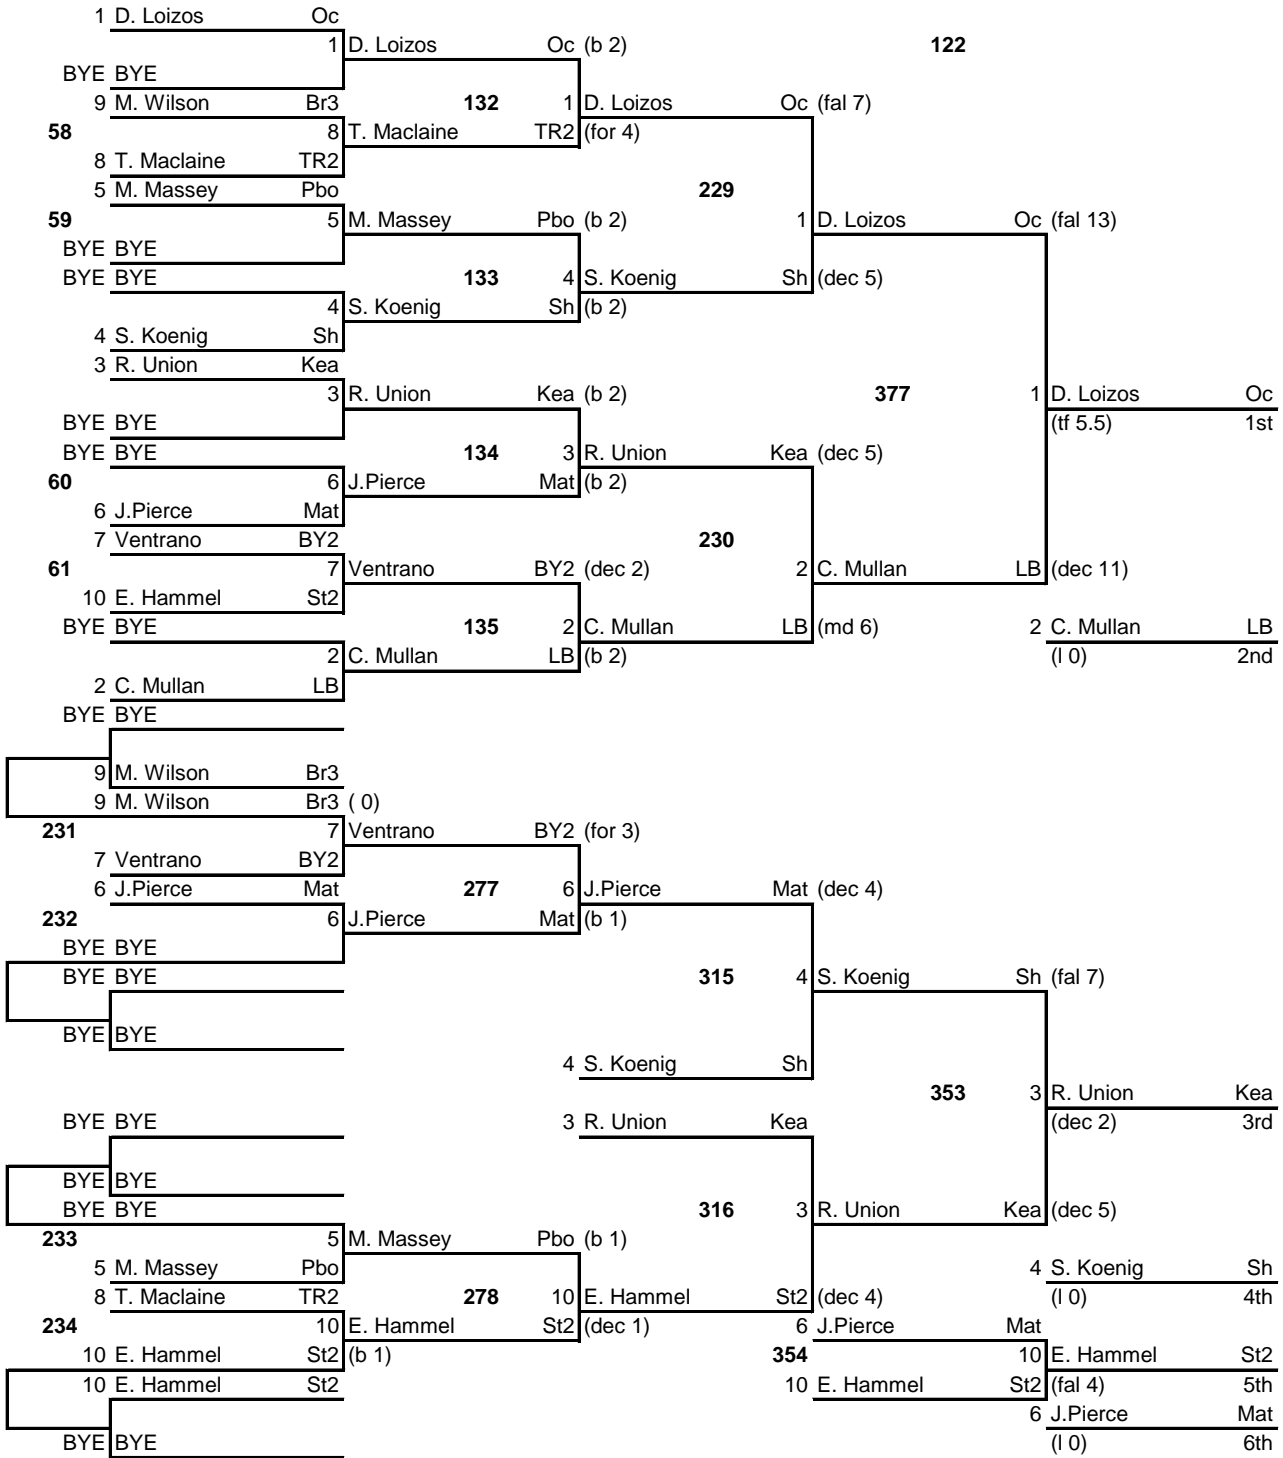 1 D. Loizos Oc
1 D. Loizos Oc (b 2) 122
BYE BYE
9 M. Wilson Br3 132 1 D. Loizos Oc (fal 7)
58 8 T. Maclaine TR2 (for 4)
8 T. Maclaine TR2
5 M. Massey Pbo 229
59 5 M. Massey Pbo (b 2) 1 D. Loizos Oc (fal 13)
BYE BYE
BYE BYE 133 4 S. Koenig Sh (dec 5)
4 S. Koenig Sh (b 2)
4 S. Koenig Sh
3 R. Union Kea
3 R. Union Kea (b 2) 377 1 D. Loizos Oc
BYE BYE (tf 5.5) 1st
BYE BYE 134 3 R. Union Kea (dec 5)
60 6 J.Pierce Mat (b 2)
6 J.Pierce Mat
7 Ventrano BY2 230
61 7 Ventrano BY2 (dec 2) 2 C. Mullan LB (dec 11)
10 E. Hammel St2
BYE BYE 135 2 C. Mullan LB (md 6) 2 C. Mullan LB
2 C. Mullan LB (b 2) (l 0) 2nd
2 C. Mullan LB
BYE BYE
9 M. Wilson Br3
9 M. Wilson Br3 ( 0)
231 7 Ventrano BY2 (for 3)
7 Ventrano BY2
6 J.Pierce Mat 277 6 J.Pierce Mat (dec 4)
232 6 J.Pierce Mat (b 1)
BYE BYE
BYE BYE 315 4 S. Koenig Sh (fal 7)
BYE BYE
4 S. Koenig Sh
353 3 R. Union Kea
BYE BYE 3 R. Union Kea (dec 2) 3rd
BYE BYE
BYE BYE 316 3 R. Union Kea (dec 5)
233 5 M. Massey Pbo (b 1)
5 M. Massey Pbo 4 S. Koenig Sh
8 T. Maclaine TR2 278 10 E. Hammel St2 (dec 4) (l 0) 4th
234 10 E. Hammel St2 (dec 1) 6 J.Pierce Mat
10 E. Hammel St2 (b 1) 354 10 E. Hammel St2
10 E. Hammel St2 10 E. Hammel St2 (fal 4) 5th
6 J.Pierce Mat
BYE BYE (l 0) 6th